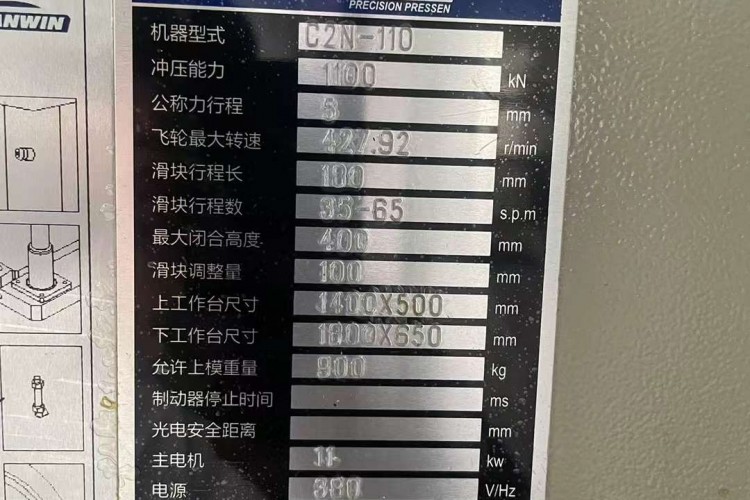 ANWIN
PRECISION PRESSEN
机器型式 C2N-110
冲压能力 1100 kN
公称力行程 5 mm
飞轮最大转速 427.92 r/min
滑块行程长 180 mm
滑块行程数 35-65 s.p.m
最大闭合高度 400 mm
滑块调整量 100 mm
上工作台尺寸 1400X500 mm
下工作台尺寸 1800X650 mm
允许上模重量 kg
制动器停止时间 ms
光电安全距离 mm
主电机 11 kw
电源 380 V/Hz